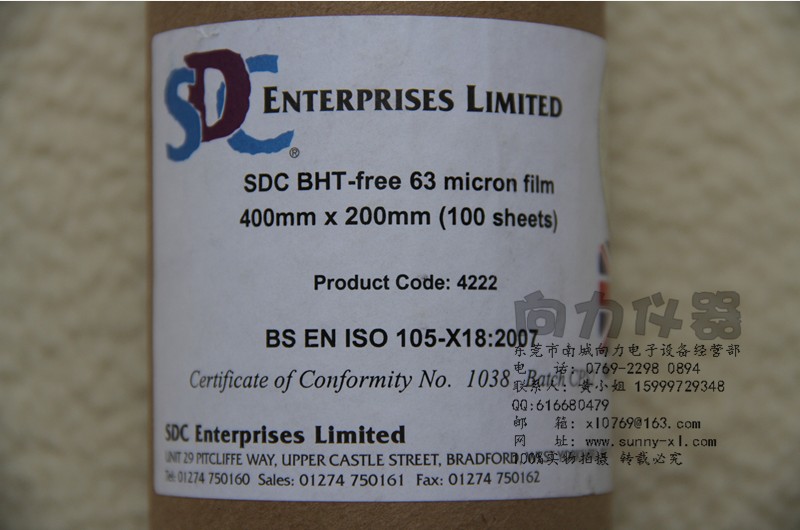 SDC
ENTERPRISES LIMITED
®
SDC BHT-free 63 micron film
400mm x 200mm (100 sheets)
Product Code: 4222
BS EN ISO 105-X18:2007
Certificate of Conformity No. 1038 Batch
SDC Enterprises Limited
UNIT 29 PITCLIFFE WAY, UPPER CASTLE STREET, BRADFORD
Tel: 01274 750160 Sales: 01274 750161 Fax: 01274 750162
向力仪器
东莞市南城向力电子设备经营部
电 话: 0769-2298 0894
联系人: 黄小姐 15999729348
QQ:616680479
邮 箱: xl0769@163.com
网 址: www.sunny-xl.com
100%实物拍摄 转载必究